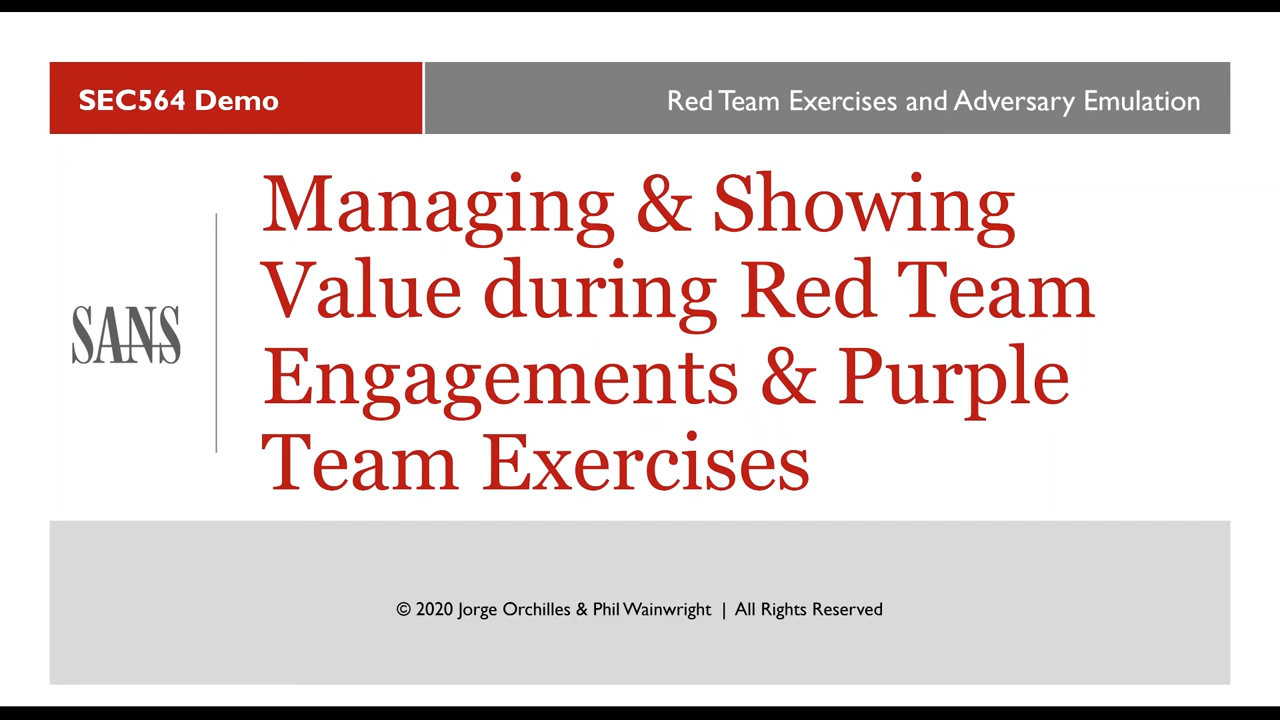 SEC564 Demo
Red Team Exercises and Adversary Emulation
Managing & Showing
Value during Red Team
Engagements & Purple
Team Exercises
SANS
© 2020 Jorge Orchilles & Phil Wainwright | All Rights Reserved